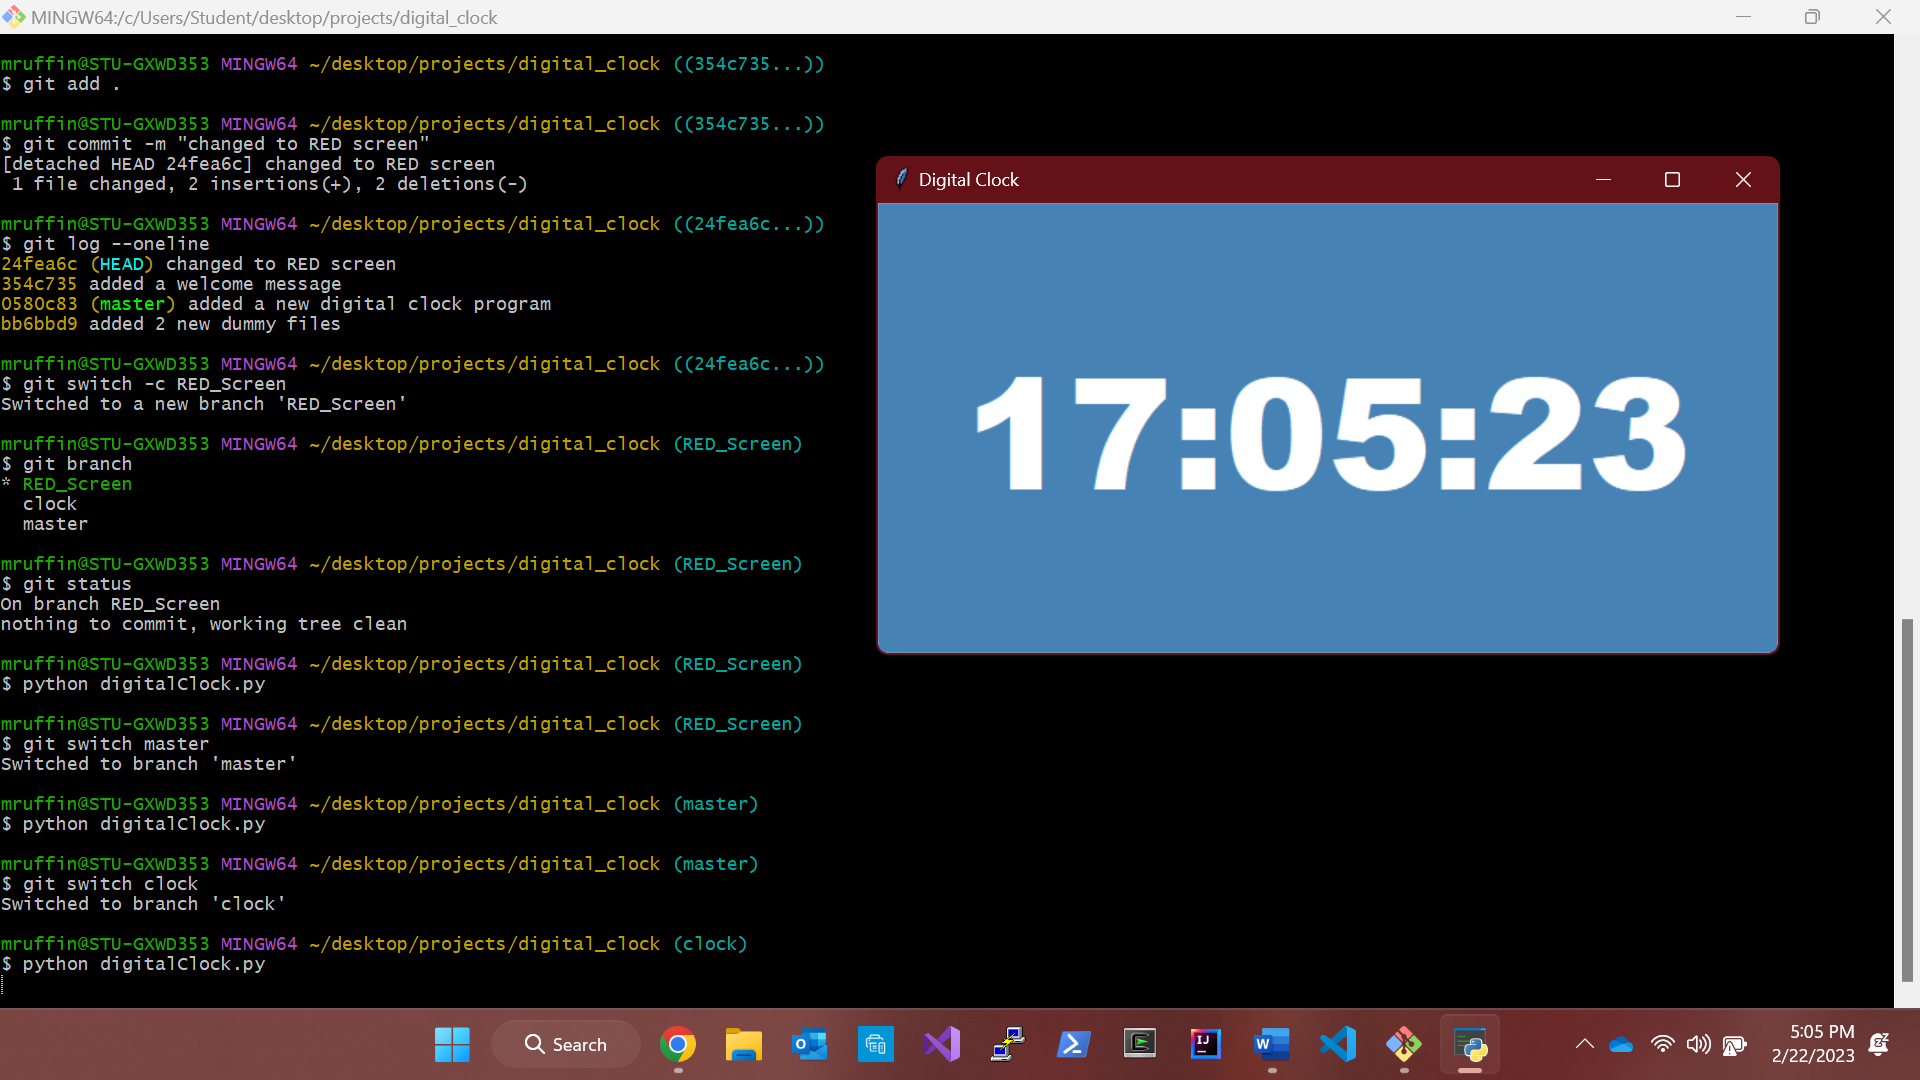 MINGW64:/c/Users/Student/desktop/projects/digital_clock
mruffin@STU-GXWD353 MINGW64 ~/desktop/projects/digital_clock ((354c735...))
$ git add .
mruffin@STU-GXWD353 MINGW64 ~/desktop/projects/digital_clock ((354c735...))
$ git commit -m "changed to RED screen"
[detached HEAD 24fea6c] changed to RED screen
1 file changed, 2 insertions(+), 2 deletions(-)
mruffin@STU-GXWD353 MINGW64 ~/desktop/projects/digital_clock ((24fea6c...))
$ git log --oneline
24fea6c (HEAD) changed to RED screen
354c735 added a welcome message
0580c83 (master) added a new digital clock program
bb6bbd9 added 2 new dummy files
mruffin@STU-GXWD353 MINGW64 ~/desktop/projects/digital_clock ((24fea6c...))
$ git switch -c RED_Screen
Switched to a new branch 'RED_Screen'
mruffin@STU-GXWD353 MINGW64 ~/desktop/projects/digital_clock (RED_Screen)
$ git branch
* RED_Screen
clock
master
mruffin@STU-GXWD353 MINGW64 ~/desktop/projects/digital_clock (RED_Screen)
$ git status
On branch RED_Screen
nothing to commit, working tree clean
mruffin@STU-GXWD353 MINGW64 ~/desktop/projects/digital_clock (RED_Screen)
$ python digitalClock.py
mruffin@STU-GXWD353 MINGW64 ~/desktop/projects/digital_clock (RED_Screen)
$ git switch master
Switched to branch 'master'
mruffin@STU-GXWD353 MINGW64 ~/desktop/projects/digital_clock (master)
$ python digitalClock.py
mruffin@STU-GXWD353 MINGW64 ~/desktop/projects/digital_clock (master)
$ git switch clock
Switched to branch 'clock'
mruffin@STU-GXWD353 MINGW64 ~/desktop/projects/digital_clock (clock)
$ python digitalClock.py
Digital Clock
17:05:23
Search
5:05 PM
2/22/2023